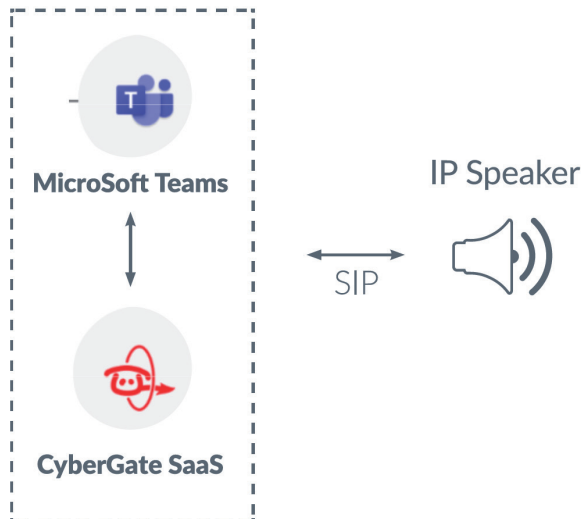 T
MicroSoft Teams
IP Speaker
SIP
CyberGate SaaS